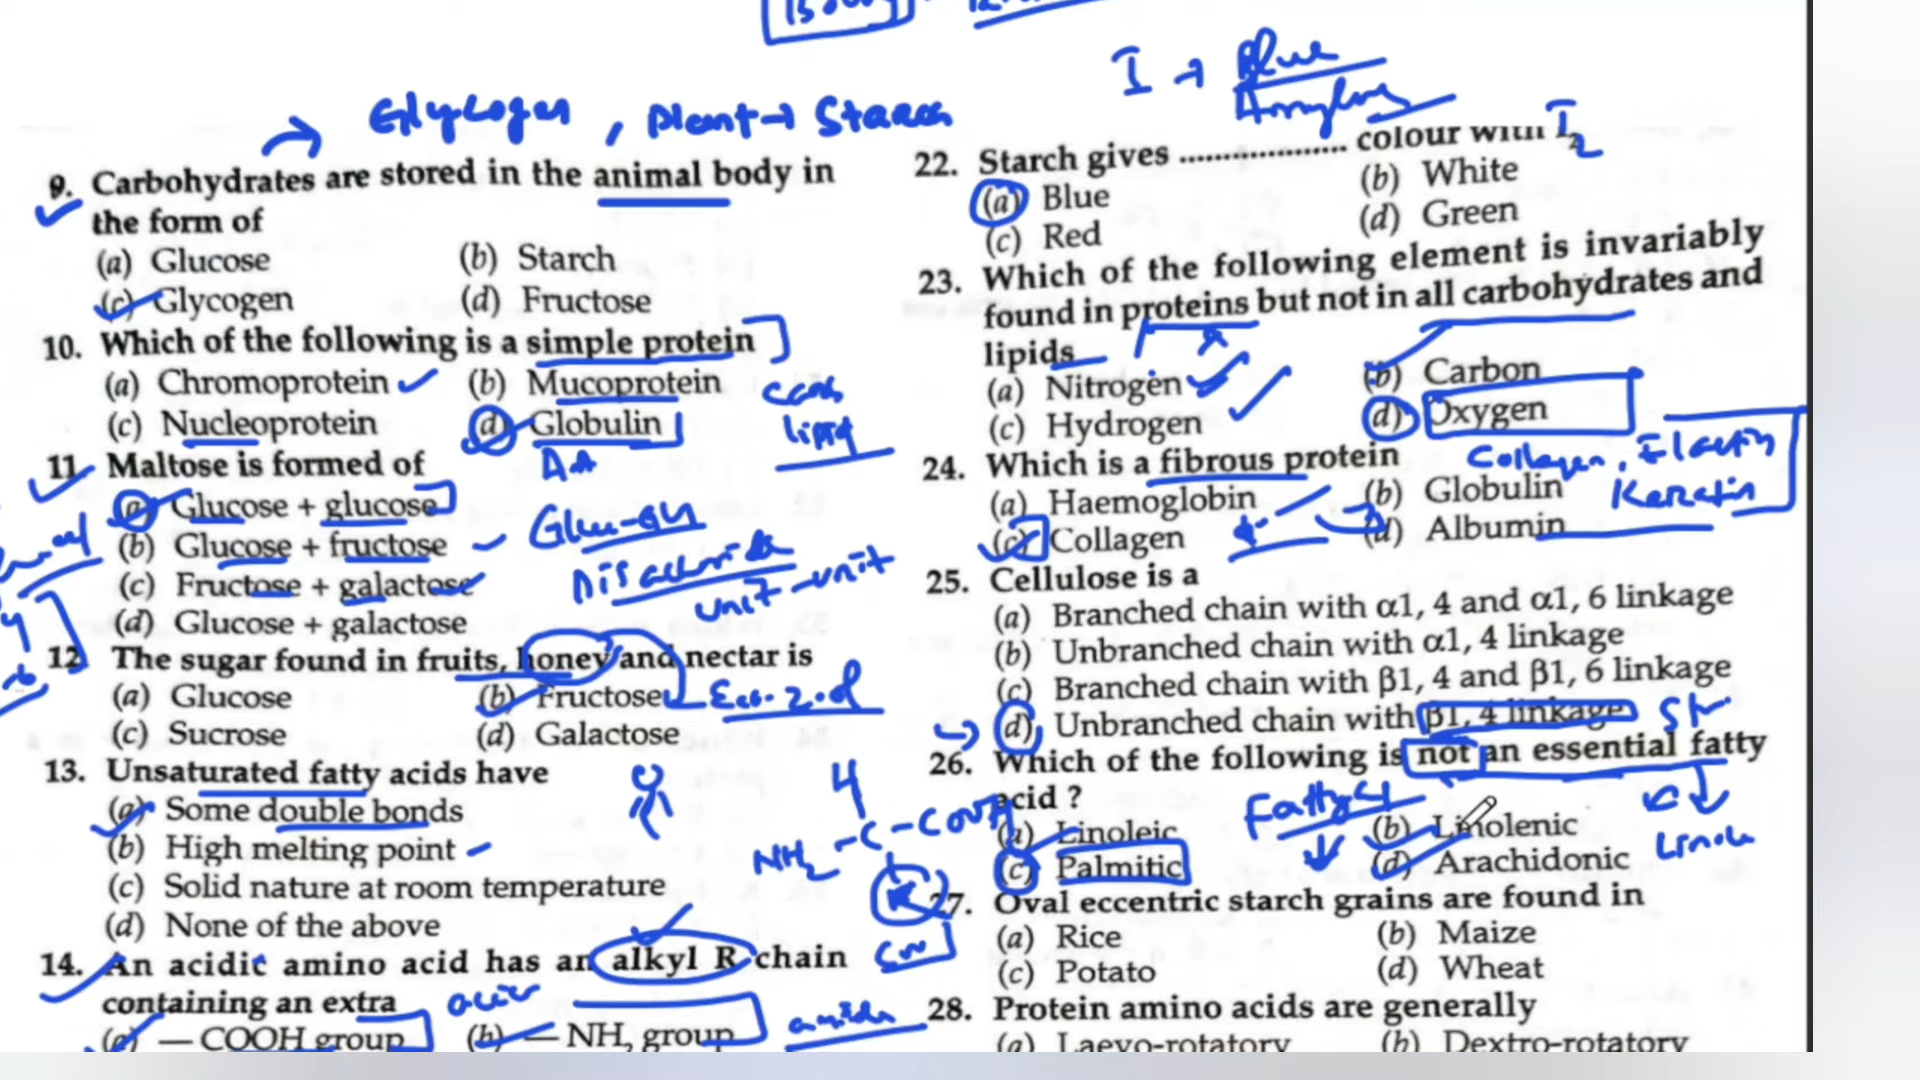 I → Blue
Amylose
Glycogen , Plant → Starch
9. Carbohydrates are stored in the animal body in
the form of
(a) Glucose (b) Starch
(c) Glycogen (d) Fructose
10. Which of the following is a simple protein
(a) Chromoprotein (b) Mucoprotein
(c) Nucleoprotein (d) Globulin
AA
lipid
11. Maltose is formed of
(a) Glucose + glucose
(b) Glucose + fructose
(c) Fructose + galactose
(d) Glucose + galactose
unit - unit
12. The sugar found in fruits, honey and nectar is
(a) Glucose (b) Fructose
(c) Sucrose (d) Galactose
13. Unsaturated fatty acids have
(a) Some double bonds
(b) High melting point
(c) Solid nature at room temperature
(d) None of the above
NH2 - C - COOH
14. An acidic amino acid has an alkyl R chain
containing an extra
(a) — COOH group (b) — NH2 group
22. Starch gives .................. colour with I2
(a) Blue (b) White
(c) Red (d) Green
23. Which of the following element is invariably
found in proteins but not in all carbohydrates and
lipids
(a) Nitrogen (b) Carbon
(c) Hydrogen (d) Oxygen
24. Which is a fibrous protein
Collagen, Elastin
Keratin
(a) Haemoglobin (b) Globulin
(c) Collagen (d) Albumin
25. Cellulose is a
(a) Branched chain with α1, 4 and α1, 6 linkage
(b) Unbranched chain with α1, 4 linkage
(c) Branched chain with β1, 4 and β1, 6 linkage
(d) Unbranched chain with β1, 4 linkage
26. Which of the following is not an essential fatty
acid ?
(a) Linoleic (b) Linolenic
(c) Palmitic (d) Arachidonic
27. Oval eccentric starch grains are found in
(a) Rice (b) Maize
(c) Potato (d) Wheat
28. Protein amino acids are generally
(a) Laevo-rotatory (b) Dextro-rotatory